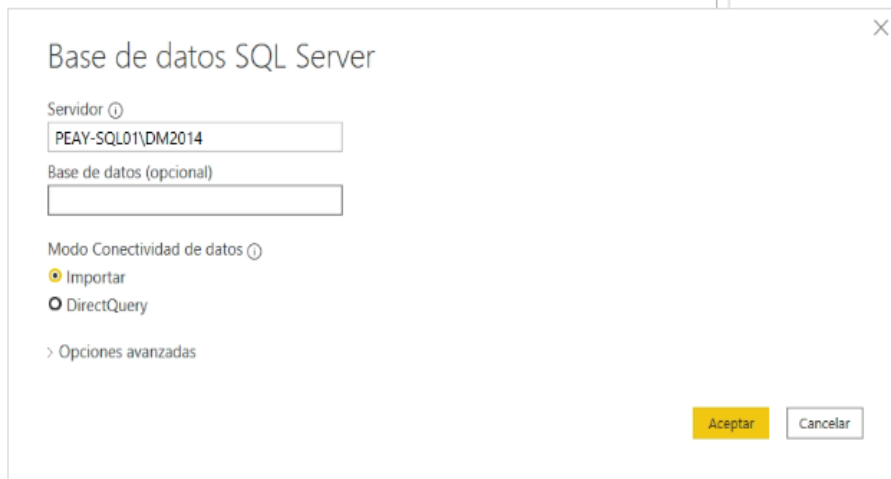 Base de datos SQL Server
Servidor
PEAY-SQL01\DM2014
Base de datos (opcional)
Modo Conectividad de datos
Importar
DirectQuery
Opciones avanzadas
Aceptar Cancelar